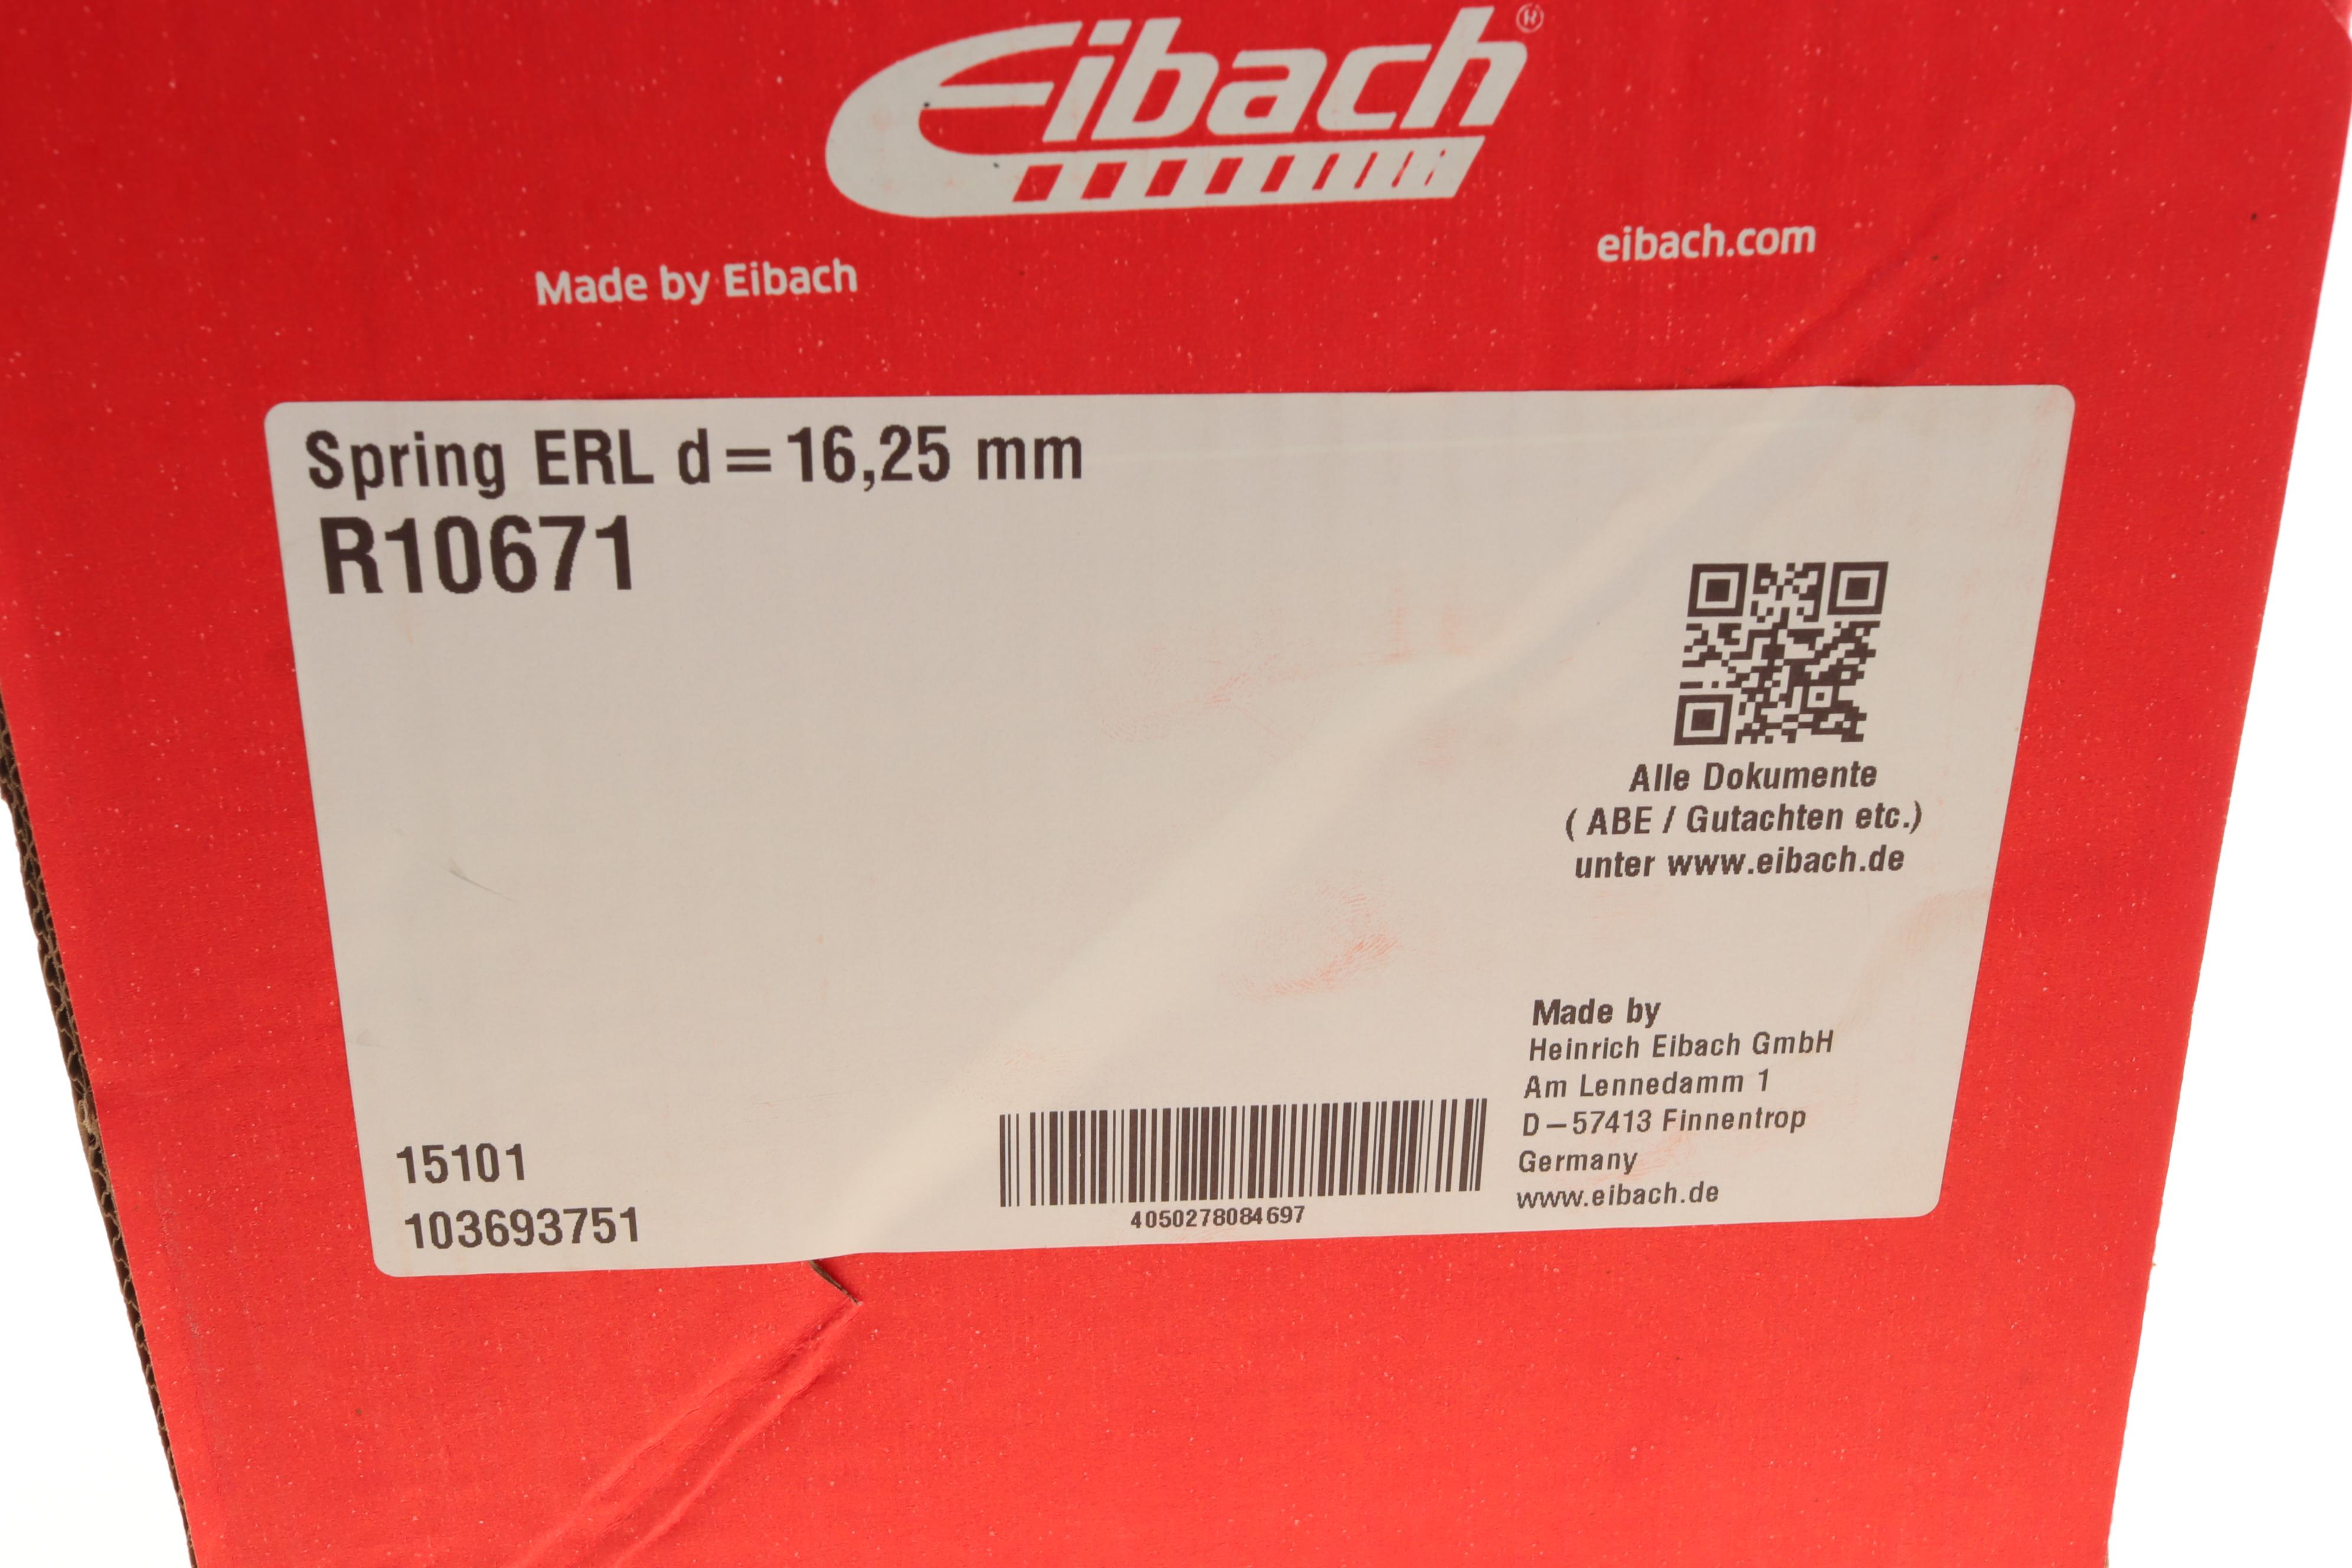 Eibach®
Made by Eibach
eibach.com
Spring ERL d=16,25 mm
R10671
Alle Dokumente
( ABE / Gutachten etc.)
unter www.eibach.de
Made by
Heinrich Eibach GmbH
Am Lennedamm 1
D–57413 Finnentrop
Germany
www.eibach.de
15101
103693751
4050278084697